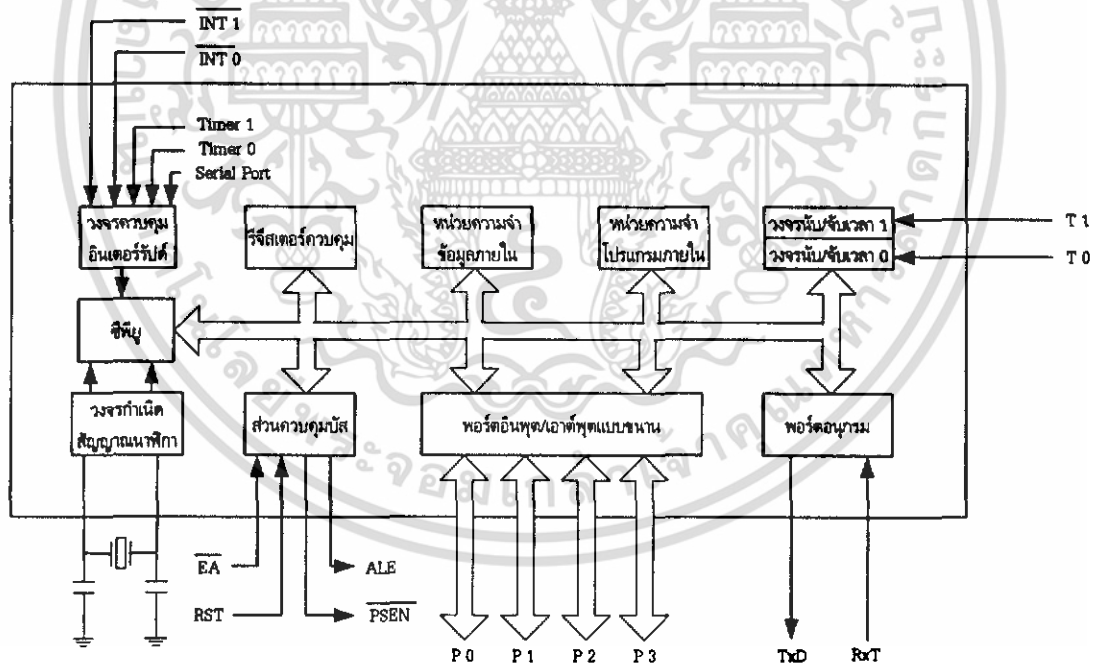 INT 1
INT 0
Timer 1
Timer 0
Serial Port
วงจรควบคุม
อินเตอร์รัปต์
รีจีสเตอร์ควบคุม
หน่วยความจำ
ข้อมูลภายใน
หน่วยความจำ
โปรแกรมภายใน
วงจรนับ/จับเวลา 1
วงจรนับ/จับเวลา 0
T 1
T 0
ซีพียู
วงจรกำเนิด
สัญญาณนาฬิกา
ส่วนควบคุมบัส
พอร์ตอินพุต/เอาต์พุตแบบขนาน
พอร์ตอนุกรม
EA
ALE
RST
PSEN
P 0
P 1
P 2
P 3
TxD
RxT